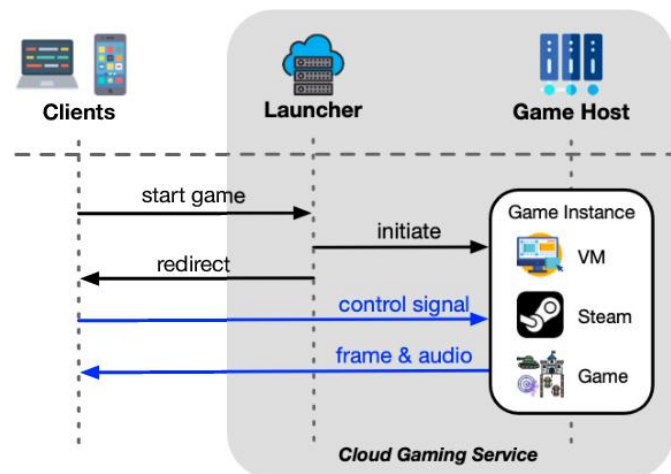 Clients
Launcher
Game Host
start game
Game Instance
initiate
VM
redirect
control signal
Steam
frame & audio
Game
Cloud Gaming Service